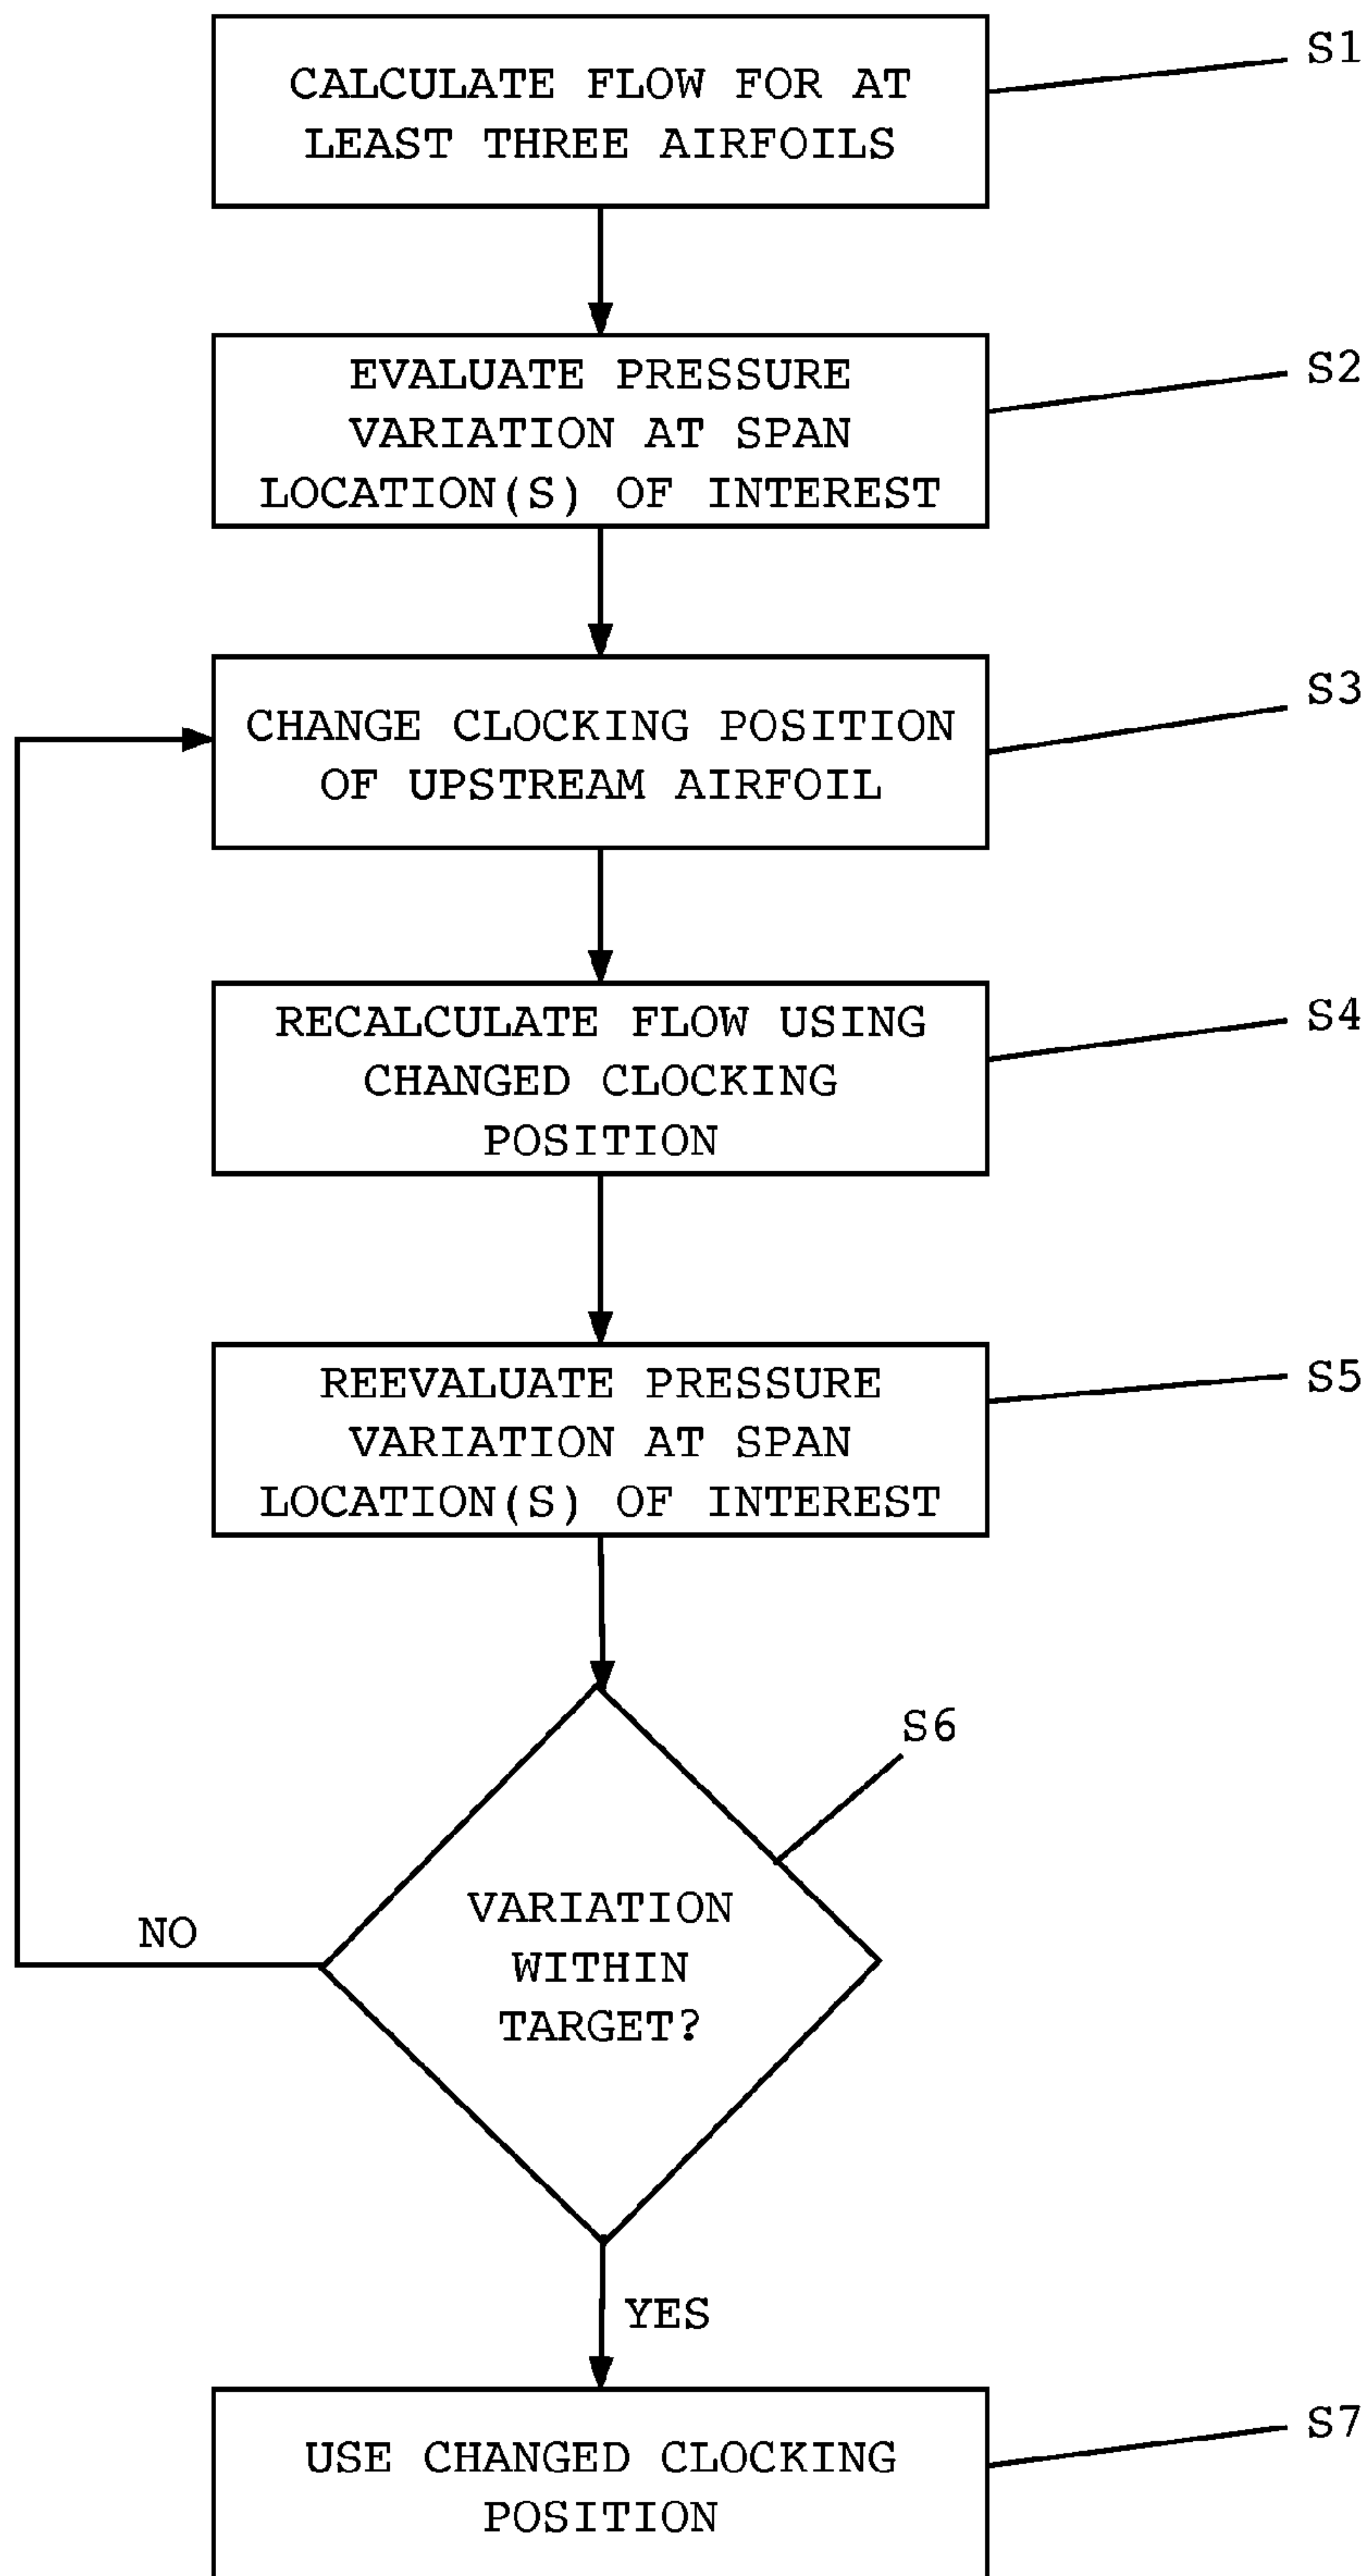 CALCULATE FLOW FOR AT
LEAST THREE AIRFOILS
S1
EVALUATE PRESSURE
VARIATION AT SPAN
LOCATION(S) OF INTEREST
S2
CHANGE CLOCKING POSITION
OF UPSTREAM AIRFOIL
S3
RECALCULATE FLOW USING
CHANGED CLOCKING
POSITION
S4
REEVALUATE PRESSURE
VARIATION AT SPAN
LOCATION(S) OF INTEREST
S5
S6
VARIATION
WITHIN
TARGET?
NO
YES
USE CHANGED CLOCKING
POSITION
S7